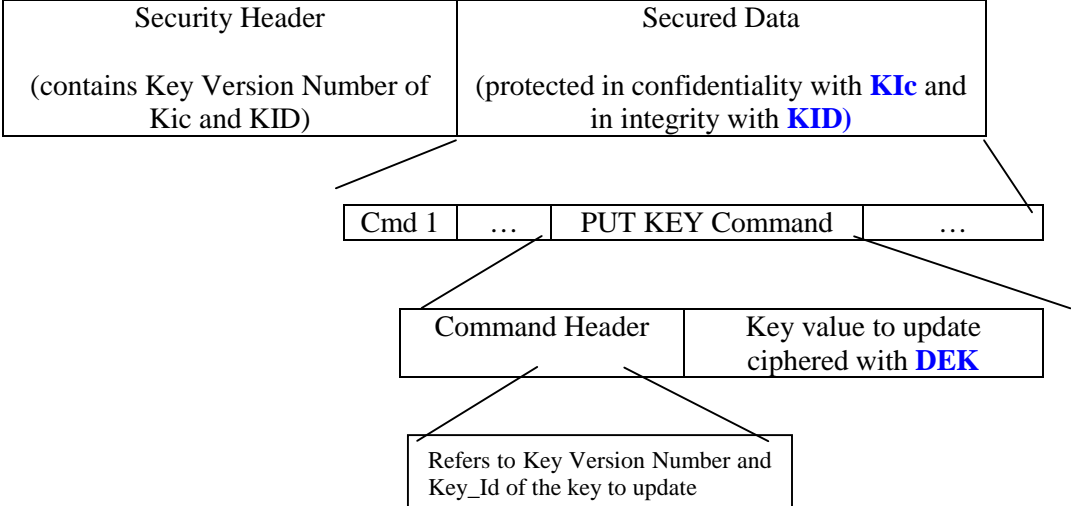 Security Header
Secured Data
(contains Key Version Number of
Kic and KID)
(protected in confidentiality with KIc and
in integrity with KID)
Cmd 1
…
PUT KEY Command
…
Command Header
Key value to update
ciphered with DEK
Refers to Key Version Number and
Key_Id of the key to update